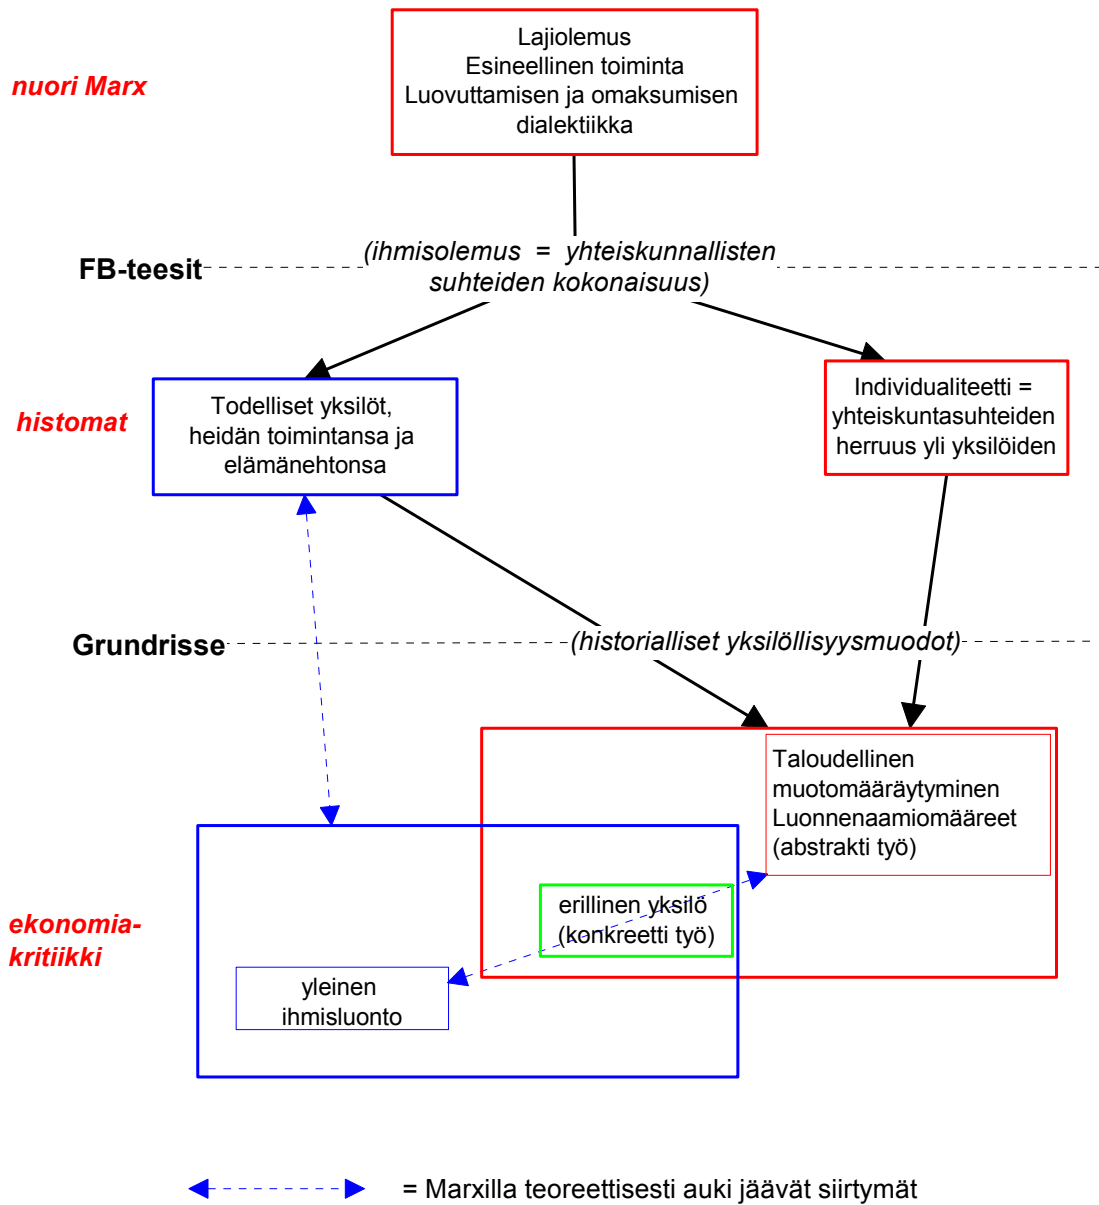 Lajiolemus
Esineellinen toiminta
Luovuttamisen ja omaksumisen
dialektiikka
nuori Marx
(ihmisolemus = yhteiskunnallisten
suhteiden kokonaisuus)
FB-teesit
Todelliset yksilöt,
heidän toimintansa ja
elämänehtonsa
Individualiteetti =
yhteiskuntasuhteiden
herruus yli yksilöiden
histomat
Grundrisse
(historialliset yksilöllisyysmuodot)
Taloudellinen
muotomääräytyminen
Luonnenaamiomääreet
(abstrakti työ)
erillinen yksilö
(konkreetti työ)
ekonomia-
kritiikki
yleinen
ihmisluonto
= Marxilla teoreettisesti auki jäävät siirtymät